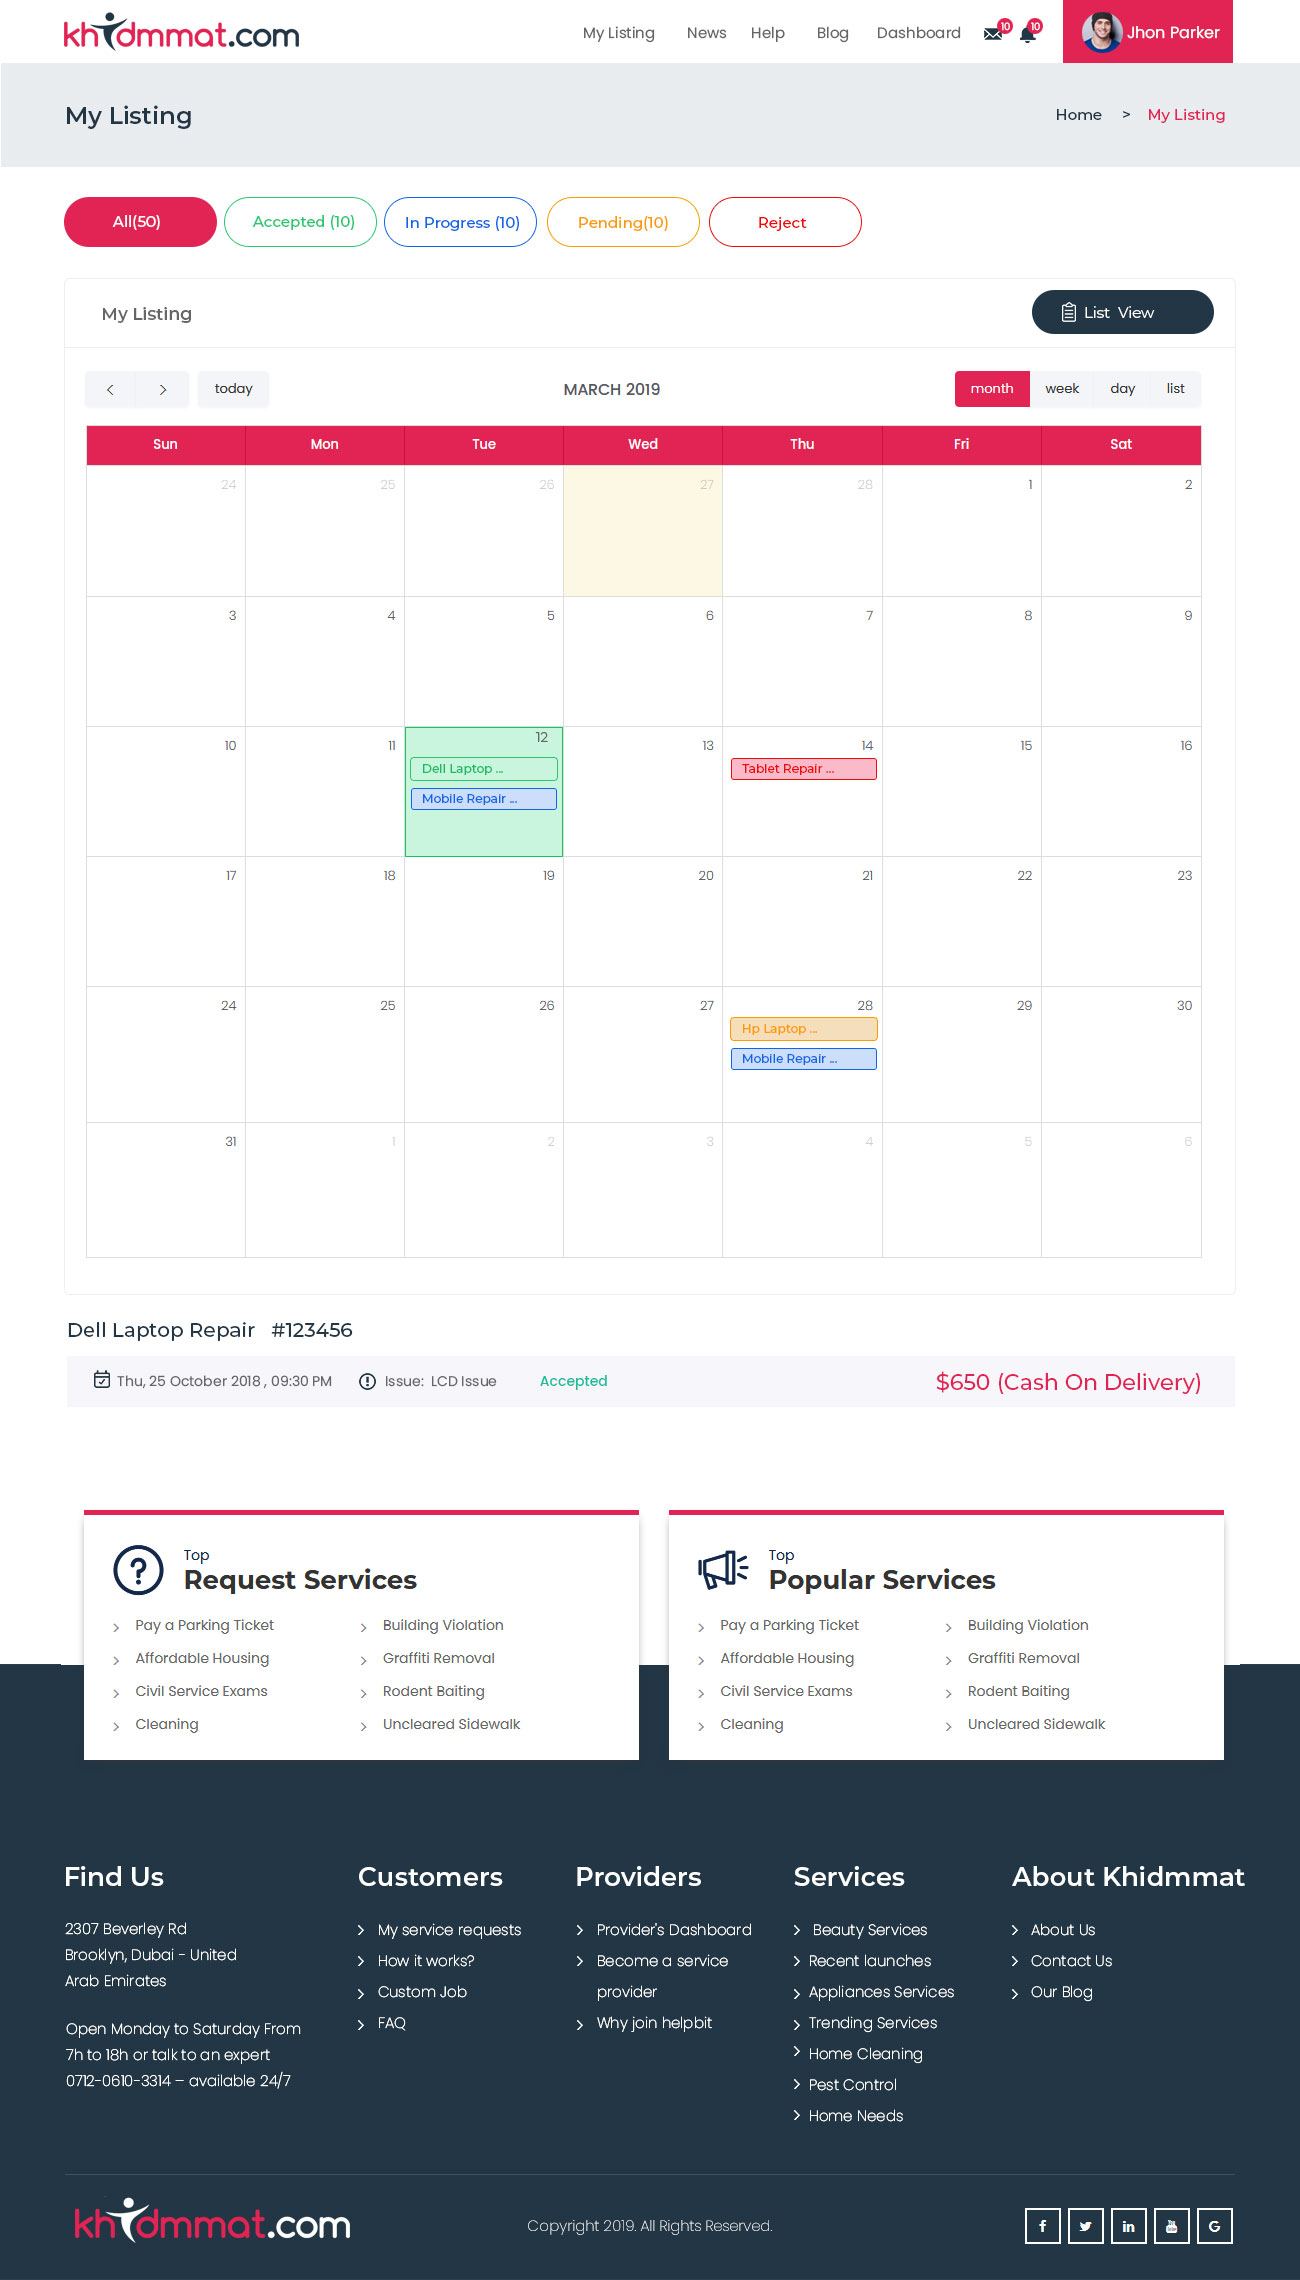 khidmmat.com
My Listing News Help Blog Dashboard 10 10 Jhon Parker
My Listing
Home > My Listing
All(50) Accepted (10) In Progress (10) Pending(10) Reject
My Listing
List View
today
MARCH 2019
month week day list
Sun Mon Tue Wed Thu Fri Sat
24 25 26 27 28 1 2
3 4 5 6 7 8 9
10 11 12 13 14 15 16
Dell Laptop ...
Tablet Repair ...
Mobile Repair ...
17 18 19 20 21 22 23
24 25 26 27 28 29 30
Hp Laptop ...
Mobile Repair ...
31 1 2 3 4 5 6
Dell Laptop Repair #123456
Thu, 25 October 2018 , 09:30 PM Issue: LCD Issue Accepted $650 (Cash On Delivery)
Top
Request Services
Pay a Parking Ticket Building Violation
Affordable Housing Graffiti Removal
Civil Service Exams Rodent Baiting
Cleaning Uncleared Sidewalk
Top
Popular Services
Pay a Parking Ticket Building Violation
Affordable Housing Graffiti Removal
Civil Service Exams Rodent Baiting
Cleaning Uncleared Sidewalk
Find Us
2307 Beverley Rd
Brooklyn, Dubai - United
Arab Emirates
Open Monday to Saturday From
7h to 18h or talk to an expert
0712-0610-3314 – available 24/7
Customers
My service requests
How it works?
Custom Job
FAQ
Providers
Provider's Dashboard
Become a service
provider
Why join helpbit
Services
Beauty Services
Recent launches
Appliances Services
Trending Services
Home Cleaning
Pest Control
Home Needs
About Khidmmat
About Us
Contact Us
Our Blog
khidmmat.com
Copyright 2019. All Rights Reserved.
f in You G